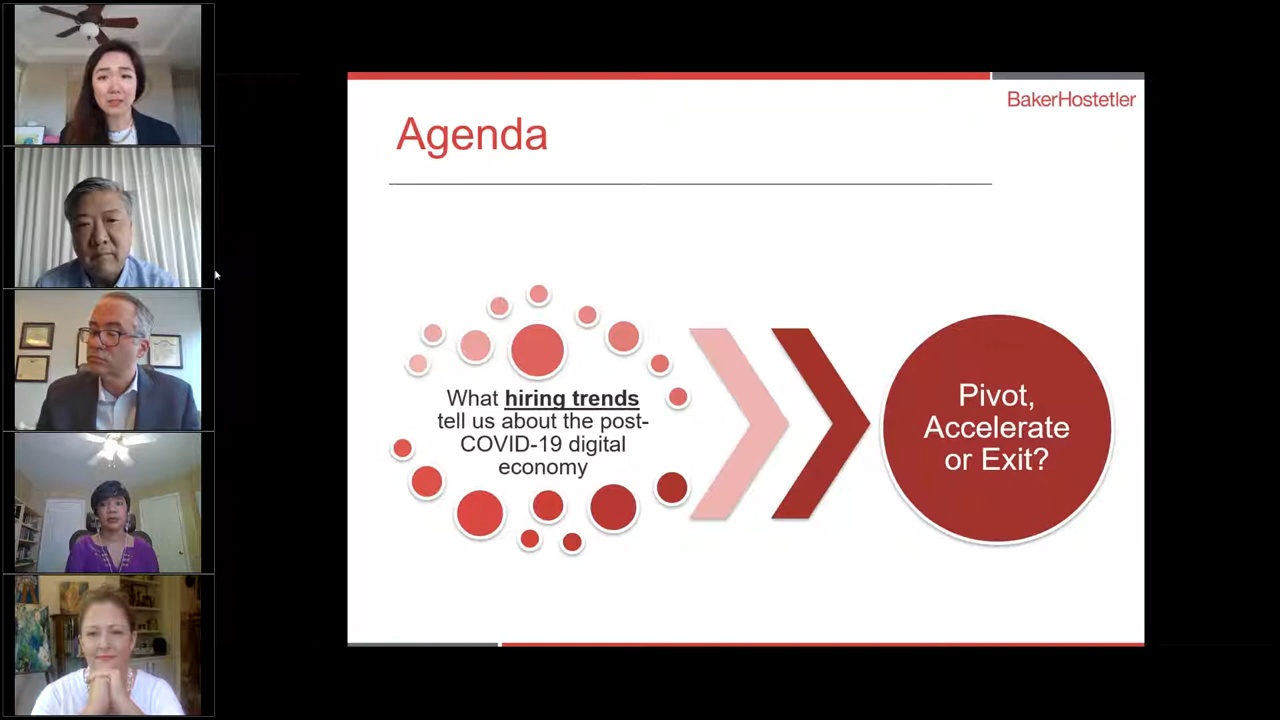 BakerHostetler
Agenda
What hiring trends
tell us about the post-
COVID-19 digital
economy
Pivot,
Accelerate
or Exit?